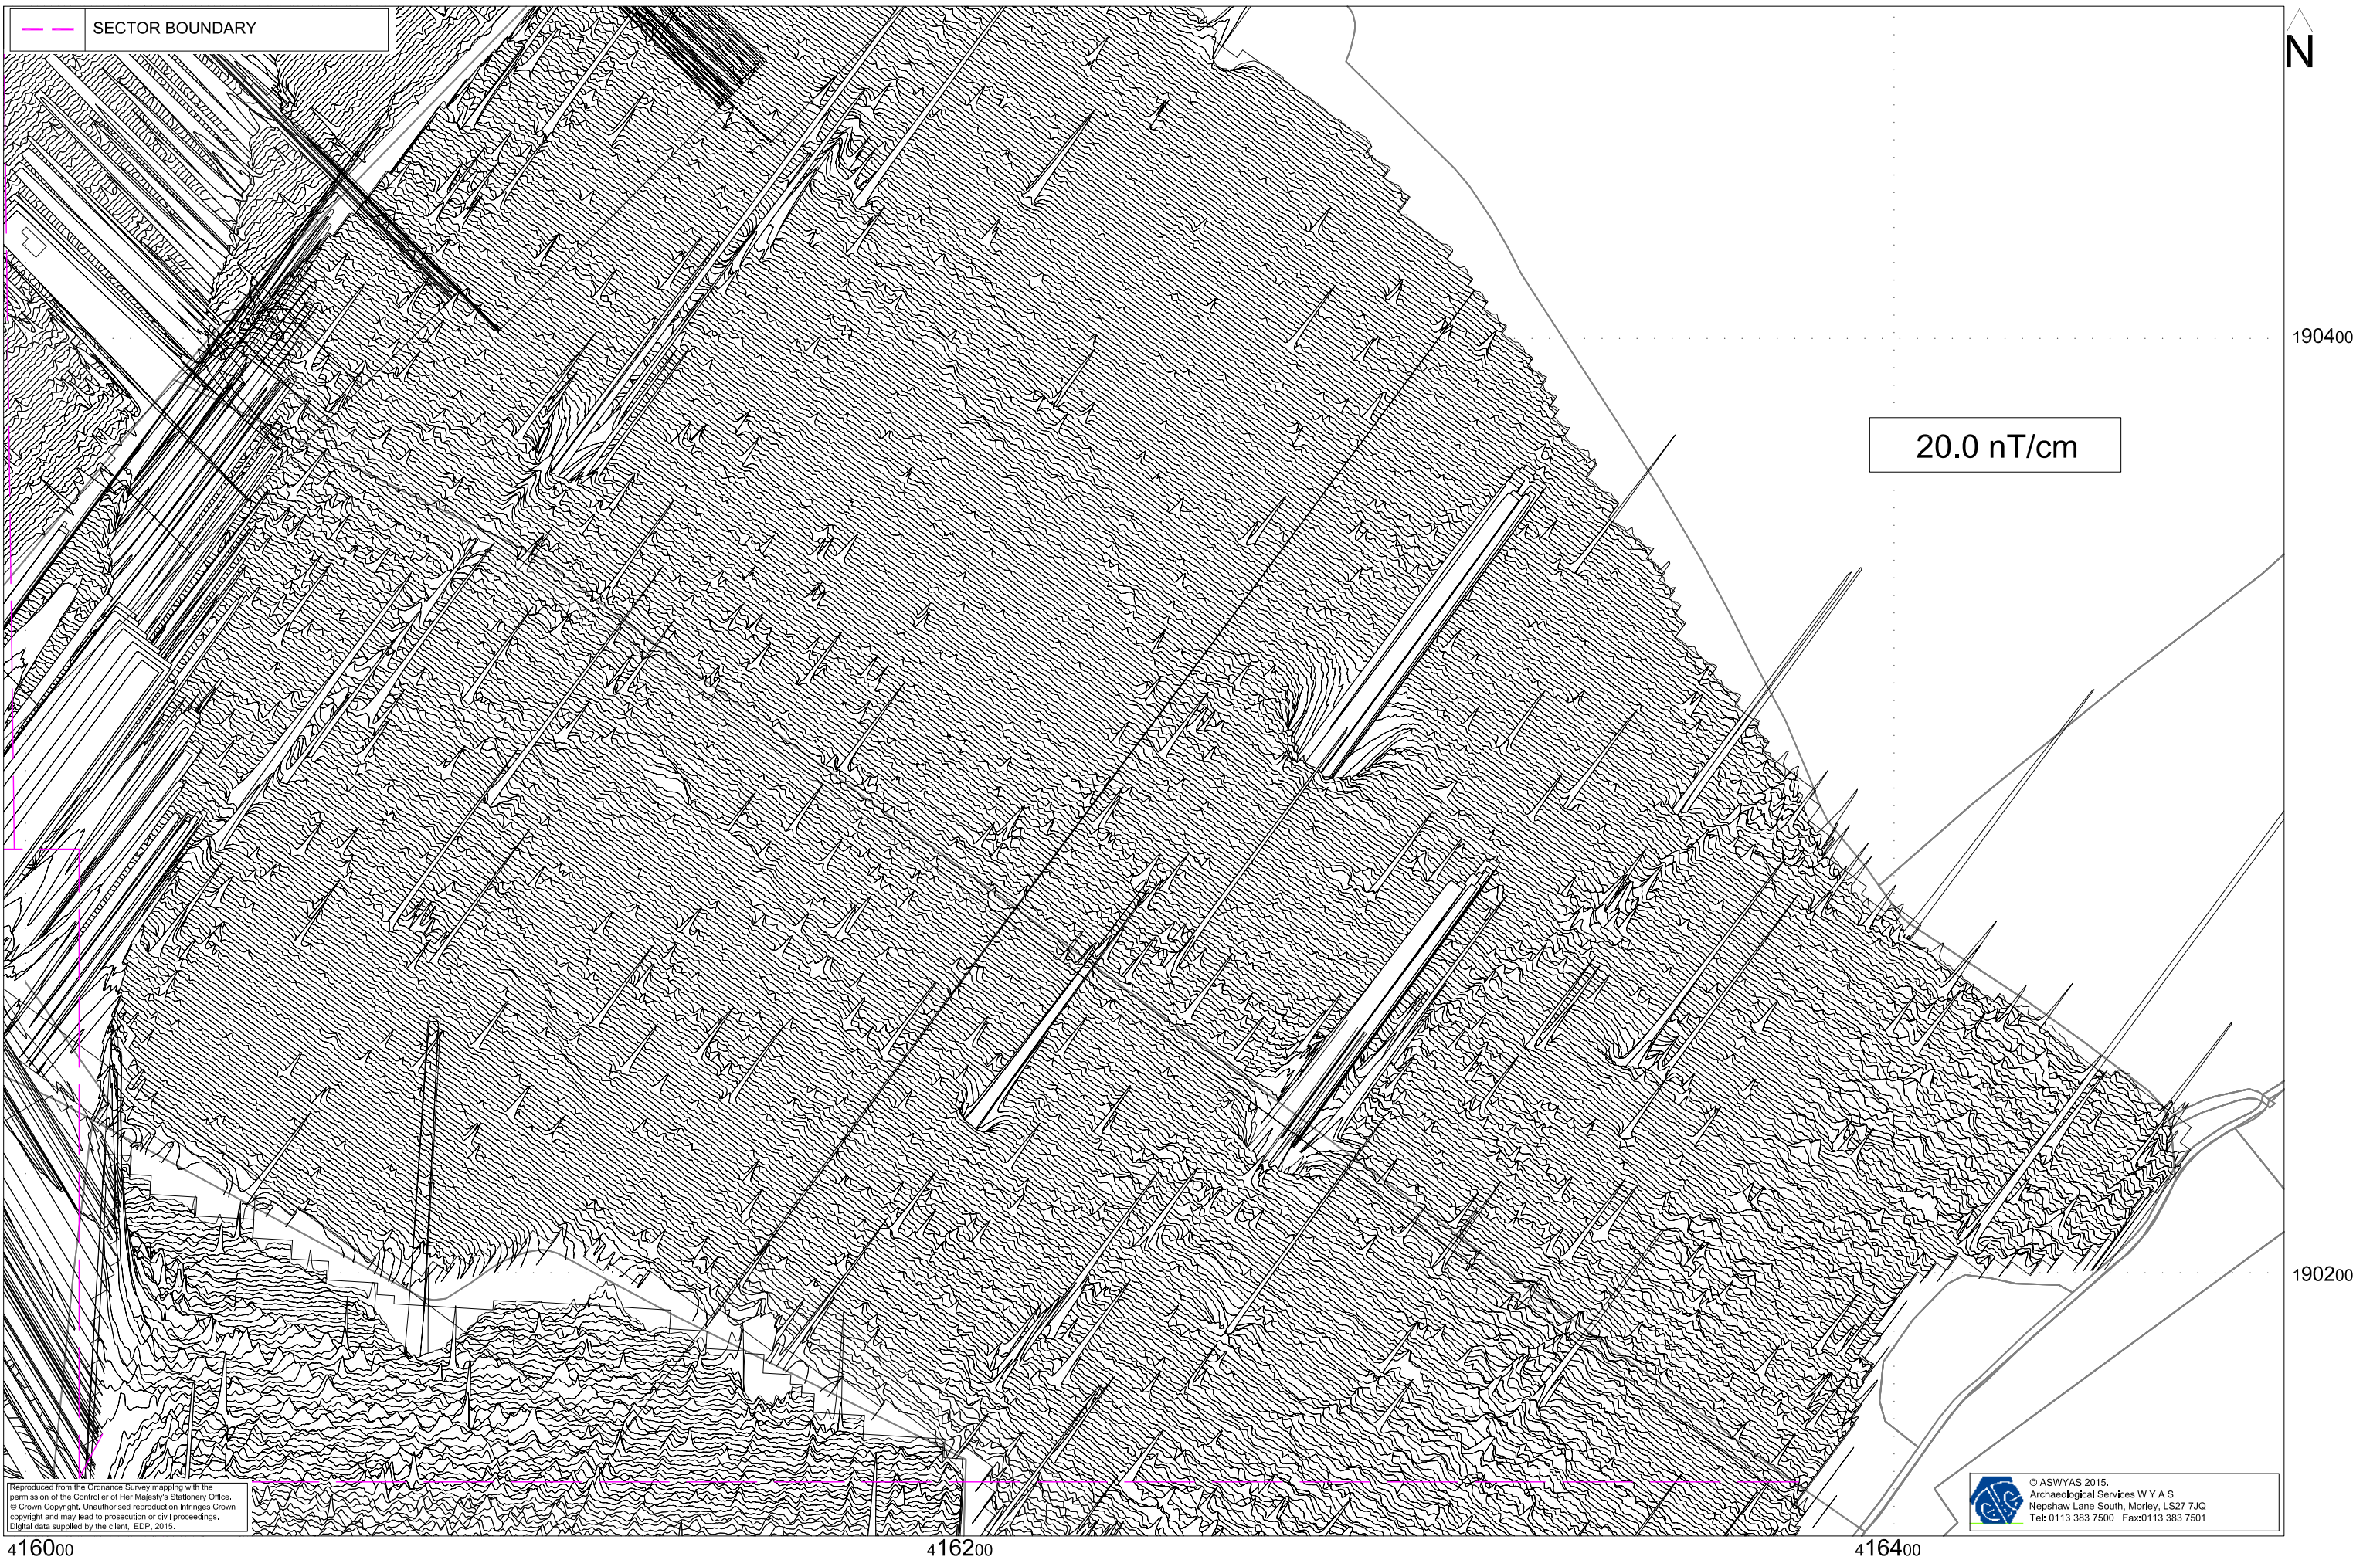 SECTOR BOUNDARY
N
190400
20.0 nT/cm
190200
Reproduced from the Ordnance Survey mapping with the
permission of the Controller of Her Majesty's Stationery Office.
© Crown Copyright. Unauthorised reproduction infringes Crown
copyright and may lead to prosecution or civil proceedings.
Digital data supplied by the client, EDP, 2015.
© ASWYAS 2015.
Archaeological Services W Y A S
Nepshaw Lane South, Morley, LS27 7JQ
Tel: 0113 383 7500 Fax:0113 383 7501
416000
416200
416400